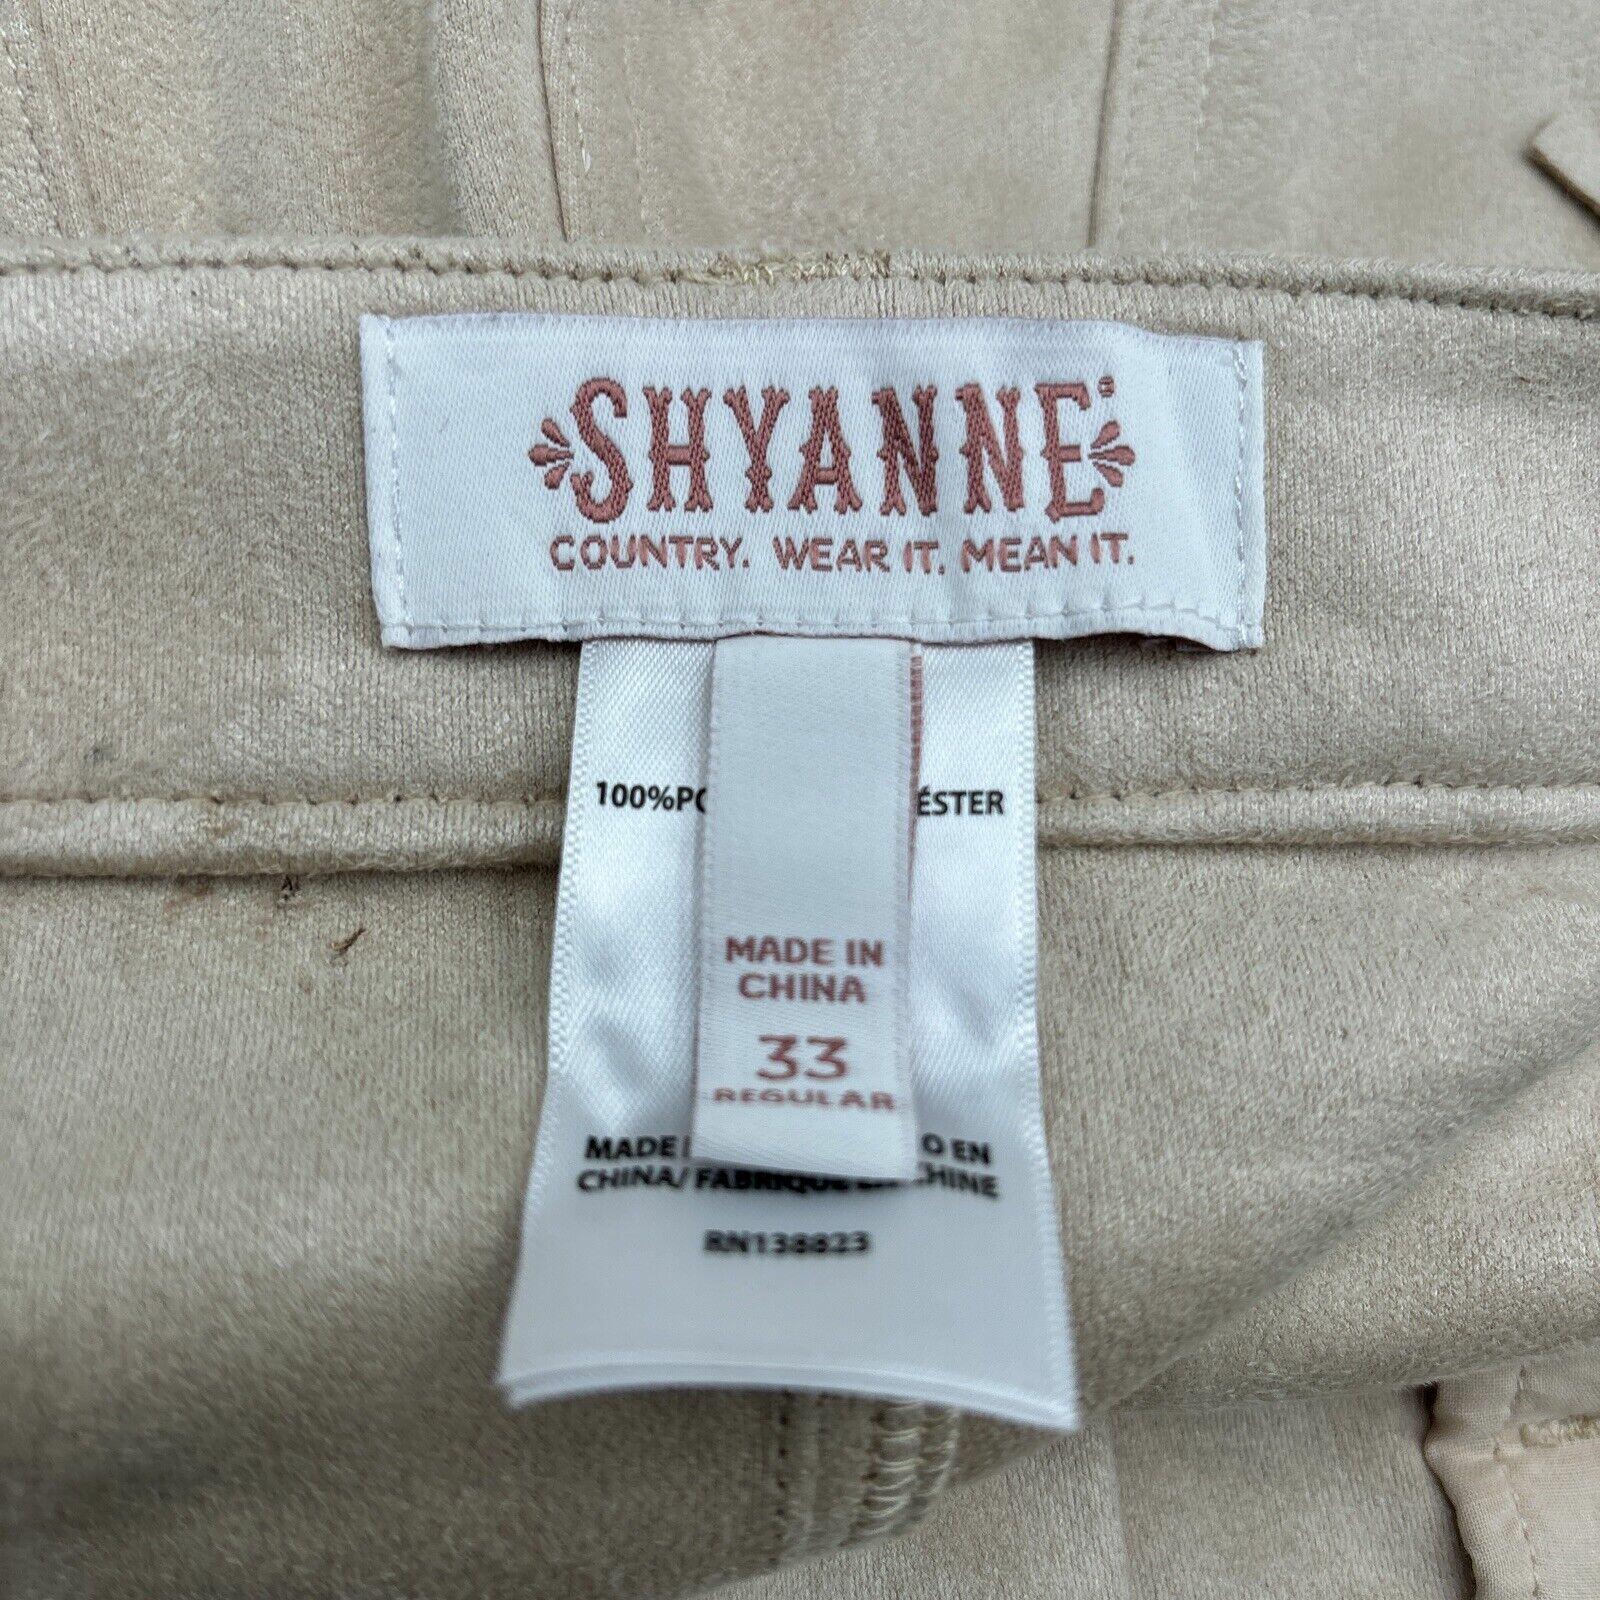 SHYANNE®
COUNTRY. WEAR IT. MEAN IT.
100%PO ÉSTER
MADE IN
CHINA
33
REGULAR
MADE O EN
CHINA/ FABRIQUE CHINE
RN138823